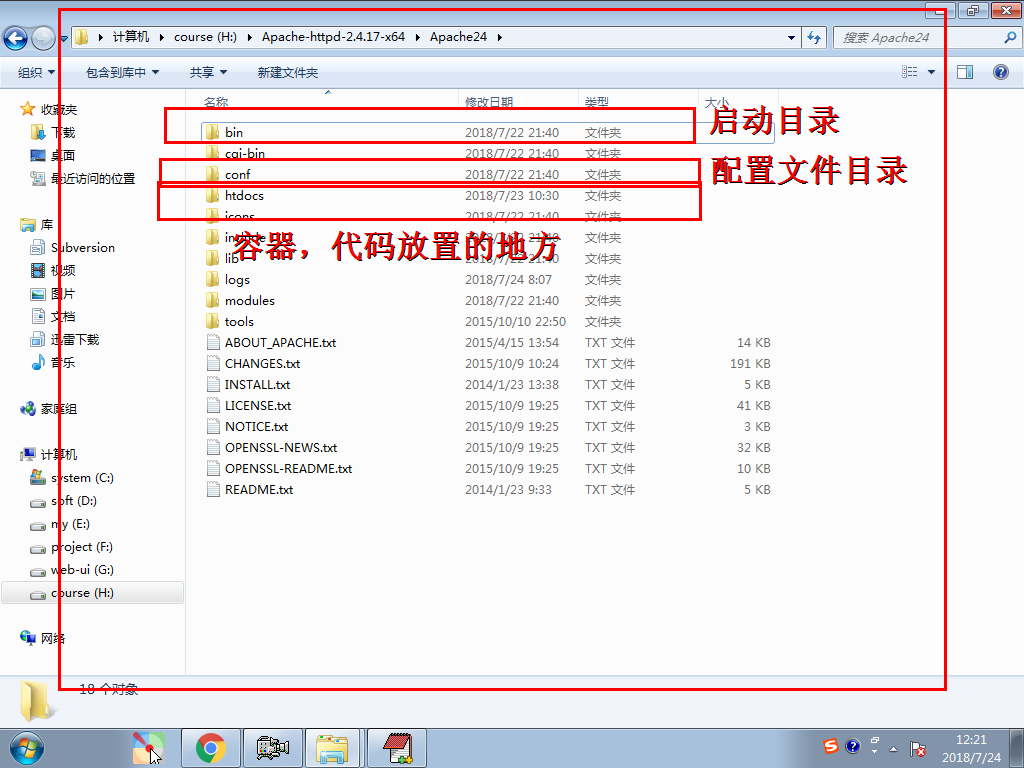 计算机 ▸ course (H:) ▸ Apache-httpd-2.4.17-x64 ▸ Apache24 ▸
搜索 Apache24
组织 包含到库中 共享 新建文件夹
名称 修改日期 类型 大小
收藏夹
下载
桌面
最近访问的位置
库
Subversion
视频
图片
文档
迅雷下载
音乐
家庭组
计算机
system (C:)
soft (D:)
my (E:)
project (F:)
web-ui (G:)
course (H:)
网络
bin 2018/7/22 21:40 文件夹
启动目录
cgi-bin 2018/7/22 21:40 文件夹
conf 2018/7/22 21:40 文件夹
配置文件目录
htdocs 2018/7/23 10:30 文件夹
icons 2018/7/22 21:40 文件夹
2018/7/22 21:40 文件夹
容器，代码放置的地方
lib 2018/7/22 21:40 文件夹
logs 2018/7/24 8:07 文件夹
modules 2018/7/22 21:40 文件夹
tools 2015/10/10 22:50 文件夹
ABOUT_APACHE.txt 2015/4/15 13:54 TXT 文件 14 KB
CHANGES.txt 2015/10/9 10:24 TXT 文件 191 KB
INSTALL.txt 2014/1/23 13:38 TXT 文件 5 KB
LICENSE.txt 2015/10/9 19:25 TXT 文件 41 KB
NOTICE.txt 2015/10/9 19:25 TXT 文件 3 KB
OPENSSL-NEWS.txt 2015/10/9 19:25 TXT 文件 32 KB
OPENSSL-README.txt 2015/10/9 19:25 TXT 文件 10 KB
README.txt 2014/1/23 9:33 TXT 文件 5 KB
18 个对象
12:21
2018/7/24